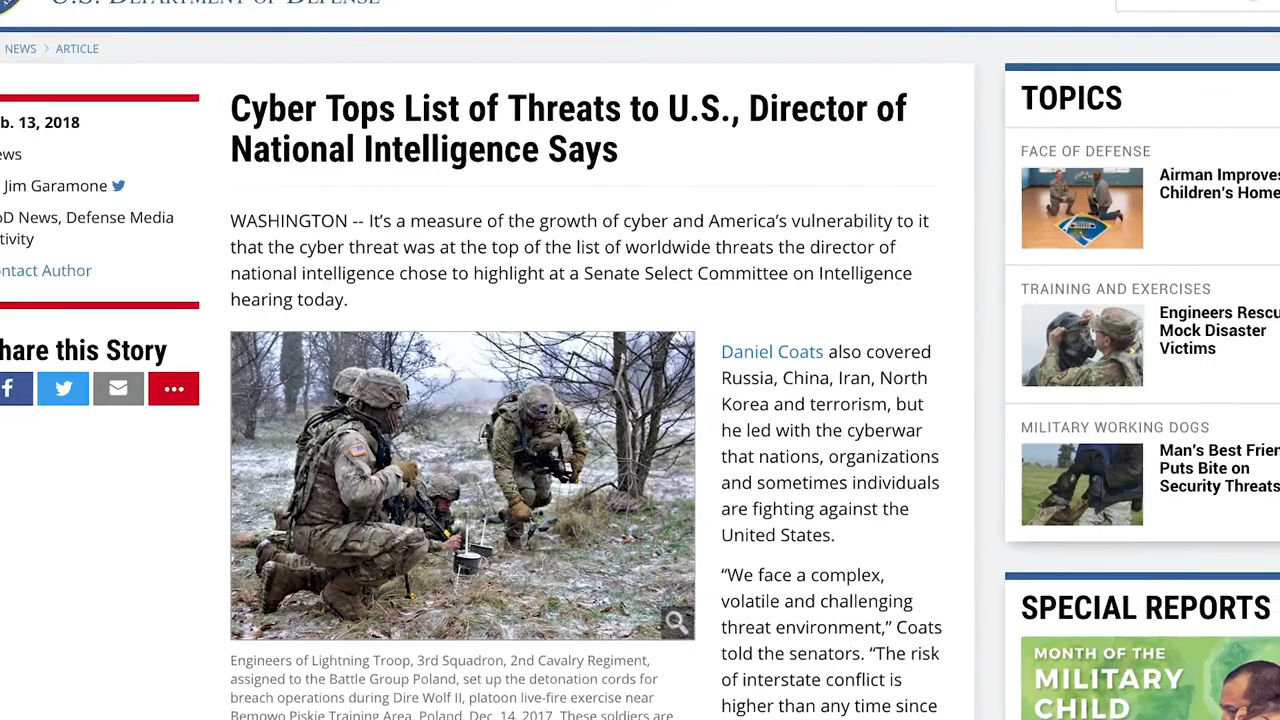 U.S. DEPARTMENT OF DEFENSE
NEWS > ARTICLE
b. 13, 2018
ews
Jim Garamone
oD News, Defense Media
tivity
ontact Author
hare this Story
Cyber Tops List of Threats to U.S., Director of
National Intelligence Says
WASHINGTON -- It’s a measure of the growth of cyber and America’s vulnerability to it
that the cyber threat was at the top of the list of worldwide threats the director of
national intelligence chose to highlight at a Senate Select Committee on Intelligence
hearing today.
Daniel Coats also covered
Russia, China, Iran, North
Korea and terrorism, but
he led with the cyberwar
that nations, organizations
and sometimes individuals
are fighting against the
United States.
“We face a complex,
volatile and challenging
threat environment,” Coats
told the senators. “The risk
of interstate conflict is
higher than any time since
Engineers of Lightning Troop, 3rd Squadron, 2nd Cavalry Regiment,
assigned to the Battle Group Poland, set up the detonation cords for
breach operations during Dire Wolf II, platoon live-fire exercise near
Bemowo Piskie Training Area, Poland, Dec. 14, 2017. These soldiers are
TOPICS
FACE OF DEFENSE
Airman Improves
Children's Home
TRAINING AND EXERCISES
Engineers Rescu
Mock Disaster
Victims
MILITARY WORKING DOGS
Man's Best Frien
Puts Bite on
Security Threats
SPECIAL REPORTS
MONTH OF THE
MILITARY
CHILD